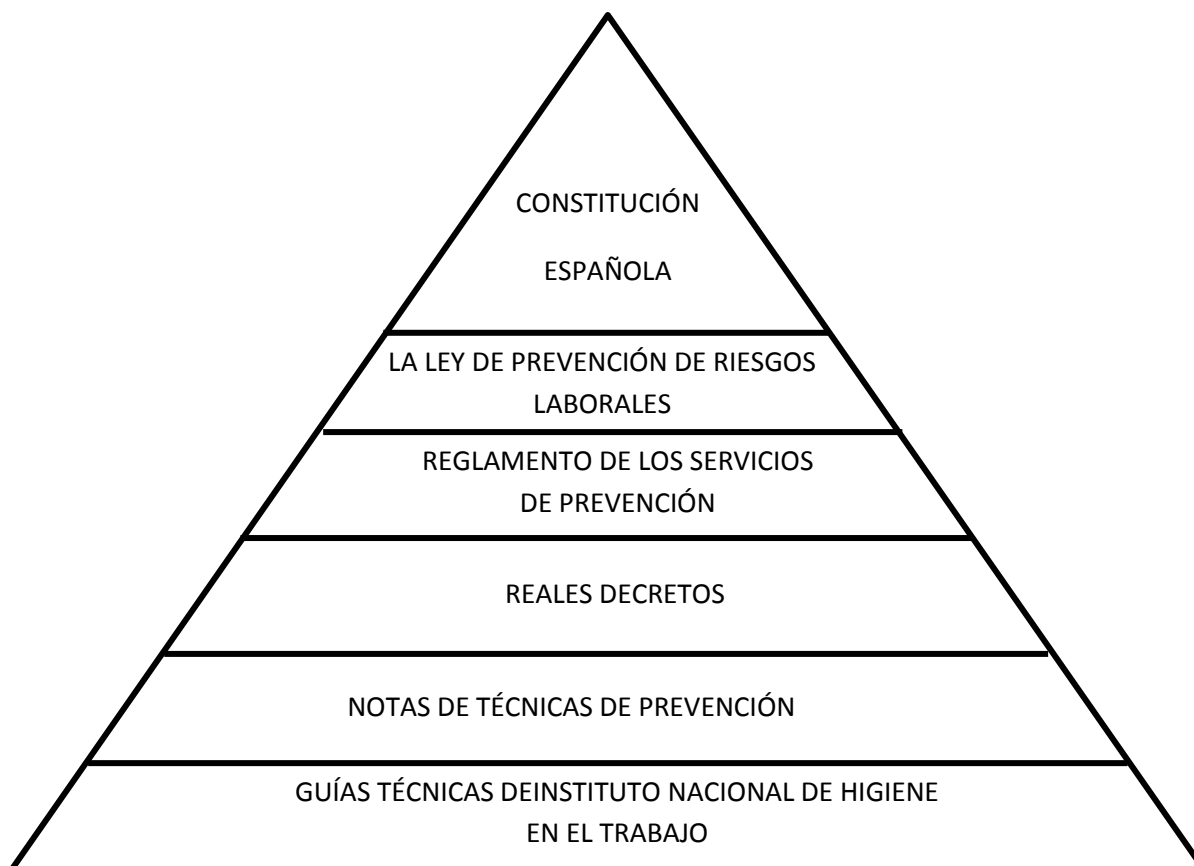 CONSTITUCIÓN
ESPAÑOLA
LA LEY DE PREVENCIÓN DE RIESGOS
LABORALES
REGLAMENTO DE LOS SERVICIOS
DE PREVENCIÓN
REALES DECRETOS
NOTAS DE TÉCNICAS DE PREVENCIÓN
GUÍAS TÉCNICAS DEINSTITUTO NACIONAL DE HIGIENE
EN EL TRABAJO